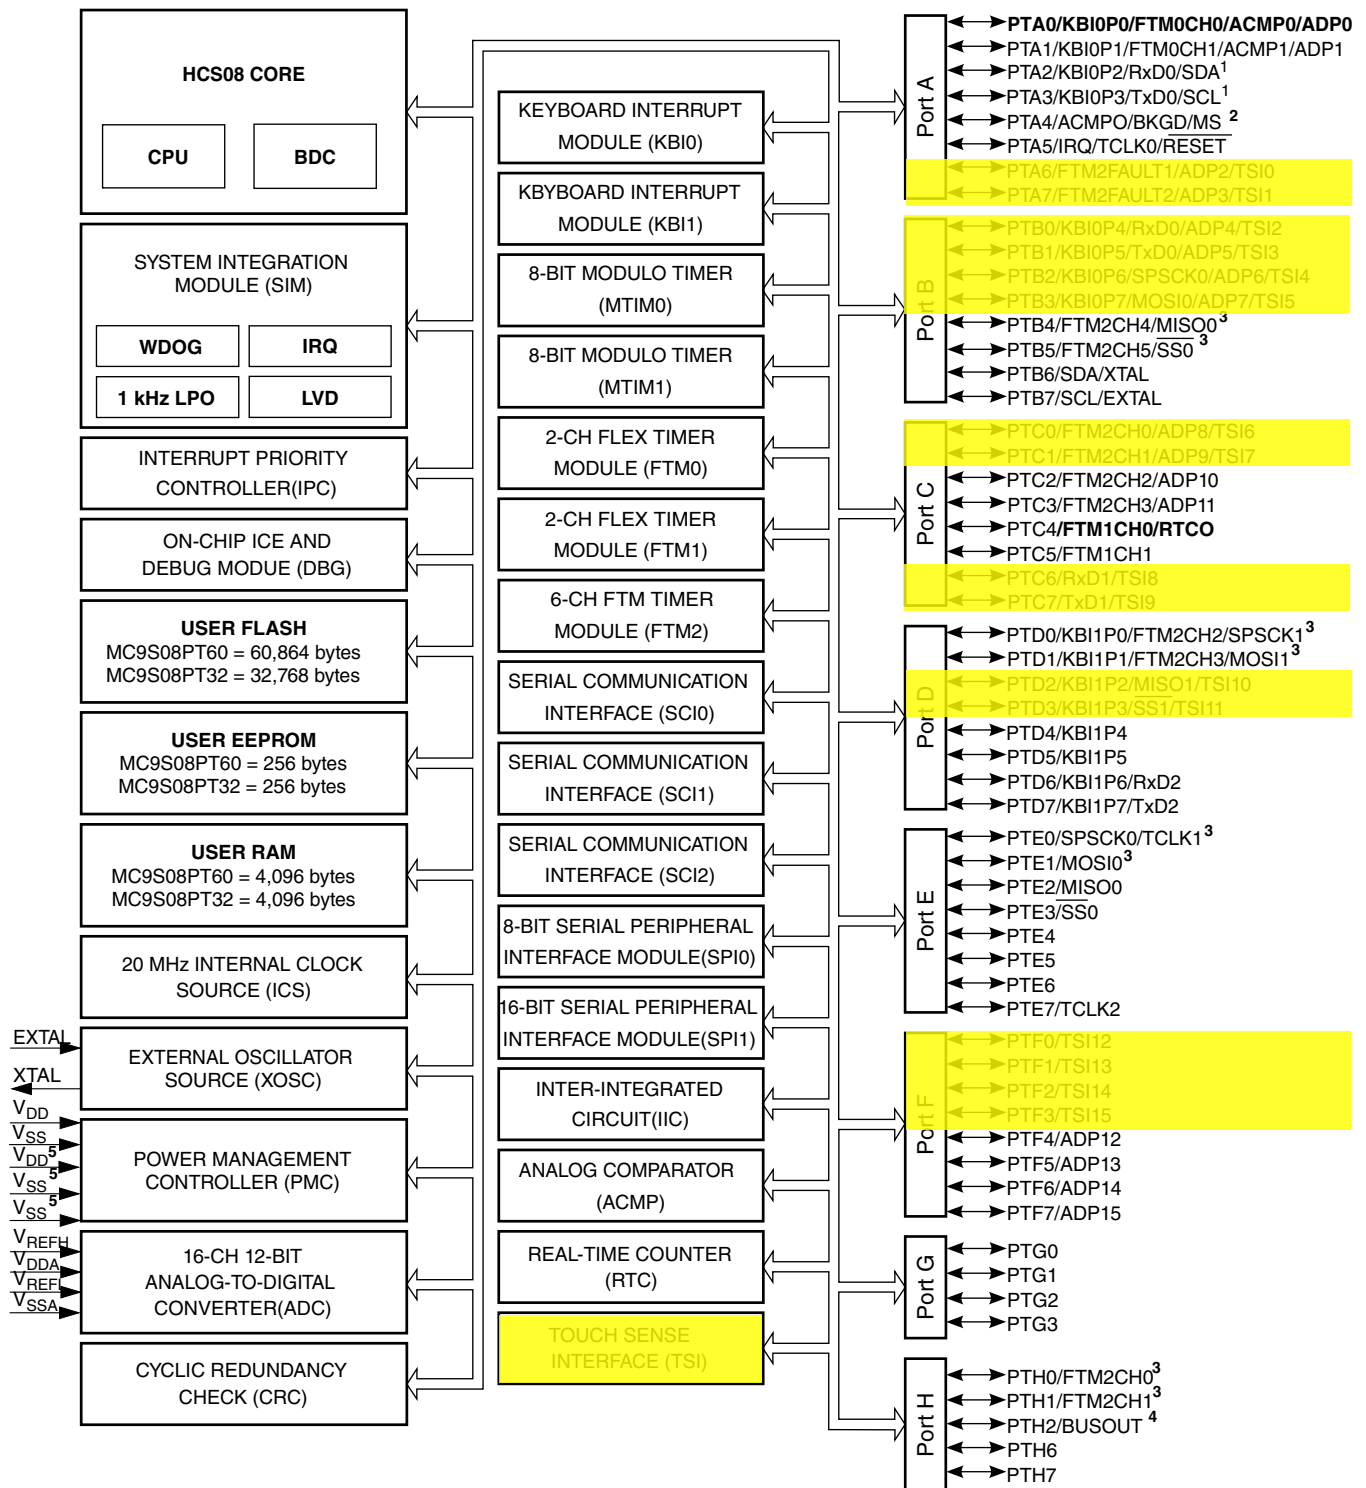 HCS08 CORE
CPU
BDC
SYSTEM INTEGRATION
MODULE (SIM)
WDOG
IRQ
1 kHz LPO
LVD
INTERRUPT PRIORITY
CONTROLLER(IPC)
ON-CHIP ICE AND
DEBUG MODUE (DBG)
USER FLASH
MC9S08PT60 = 60,864 bytes
MC9S08PT32 = 32,768 bytes
USER EEPROM
MC9S08PT60 = 256 bytes
MC9S08PT32 = 256 bytes
USER RAM
MC9S08PT60 = 4,096 bytes
MC9S08PT32 = 4,096 bytes
20 MHz INTERNAL CLOCK
SOURCE (ICS)
EXTAL
XTAL
EXTERNAL OSCILLATOR
SOURCE (XOSC)
VDD
VSS
VDD5
VSS5
VSS5
POWER MANAGEMENT
CONTROLLER (PMC)
VREFH
VDDA
VREFL
VSSA
16-CH 12-BIT
ANALOG-TO-DIGITAL
CONVERTER(ADC)
CYCLIC REDUNDANCY
CHECK (CRC)
KEYBOARD INTERRUPT
MODULE (KBI0)
KBYBOARD INTERRUPT
MODULE (KBI1)
8-BIT MODULO TIMER
(MTIM0)
8-BIT MODULO TIMER
(MTIM1)
2-CH FLEX TIMER
MODULE (FTM0)
2-CH FLEX TIMER
MODULE (FTM1)
6-CH FTM TIMER
MODULE (FTM2)
SERIAL COMMUNICATION
INTERFACE (SCI0)
SERIAL COMMUNICATION
INTERFACE (SCI1)
SERIAL COMMUNICATION
INTERFACE (SCI2)
8-BIT SERIAL PERIPHERAL
INTERFACE MODULE(SPI0)
16-BIT SERIAL PERIPHERAL
INTERFACE MODULE(SPI1)
INTER-INTEGRATED
CIRCUIT(IIC)
ANALOG COMPARATOR
(ACMP)
REAL-TIME COUNTER
(RTC)
TOUCH SENSE
INTERFACE (TSI)
Port A
PTA0/KBI0P0/FTM0CH0/ACMP0/ADP0
PTA1/KBI0P1/FTM0CH1/ACMP1/ADP1
PTA2/KBI0P2/RxD0/SDA1
PTA3/KBI0P3/TxD0/SCL1
PTA4/ACMPO/BKGD/MS 2
PTA5/IRQ/TCLK0/RESET
PTA6/FTM2FAULT1/ADP2/TSI0
PTA7/FTM2FAULT2/ADP3/TSI1
Port B
PTB0/KBI0P4/RxD0/ADP4/TSI2
PTB1/KBI0P5/TxD0/ADP5/TSI3
PTB2/KBI0P6/SPSCK0/ADP6/TSI4
PTB3/KBI0P7/MOSI0/ADP7/TSI5
PTB4/FTM2CH4/MISO03
PTB5/FTM2CH5/SS0 3
PTB6/SDA/XTAL
PTB7/SCL/EXTAL
Port C
PTC0/FTM2CH0/ADP8/TSI6
PTC1/FTM2CH1/ADP9/TSI7
PTC2/FTM2CH2/ADP10
PTC3/FTM2CH3/ADP11
PTC4/FTM1CH0/RTCO
PTC5/FTM1CH1
PTC6/RxD1/TSI8
PTC7/TxD1/TSI9
Port D
PTD0/KBI1P0/FTM2CH2/SPSCK13
PTD1/KBI1P1/FTM2CH3/MOSI13
PTD2/KBI1P2/MISO1/TSI10
PTD3/KBI1P3/SS1/TSI11
PTD4/KBI1P4
PTD5/KBI1P5
PTD6/KBI1P6/RxD2
PTD7/KBI1P7/TxD2
Port E
PTE0/SPSCK0/TCLK13
PTE1/MOSI03
PTE2/MISO0
PTE3/SS0
PTE4
PTE5
PTE6
PTE7/TCLK2
Port F
PTF0/TSI12
PTF1/TSI13
PTF2/TSI14
PTF3/TSI15
PTF4/ADP12
PTF5/ADP13
PTF6/ADP14
PTF7/ADP15
Port G
PTG0
PTG1
PTG2
PTG3
Port H
PTH0/FTM2CH03
PTH1/FTM2CH13
PTH2/BUSOUT 4
PTH6
PTH7